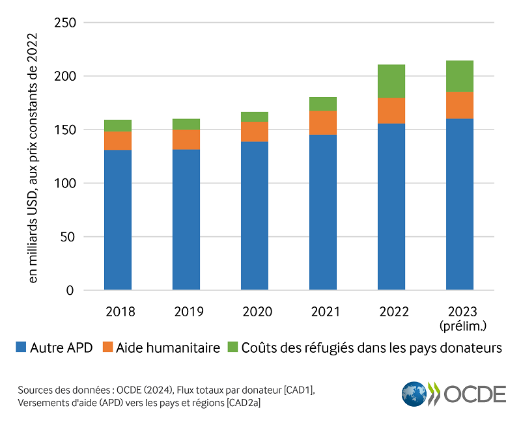 en milliards USD, aux prix constants de 2022
250
200
150
100
50
0
2018
2019
2020
2021
2022
2023
(prélim.)
Autre APD
Aide humanitaire
Coûts des réfugiés dans les pays donateurs
Sources des données : OCDE (2024), Flux totaux par donateur [CAD1],
Versements d'aide (APD) vers les pays et régions [CAD2a]
OCDE